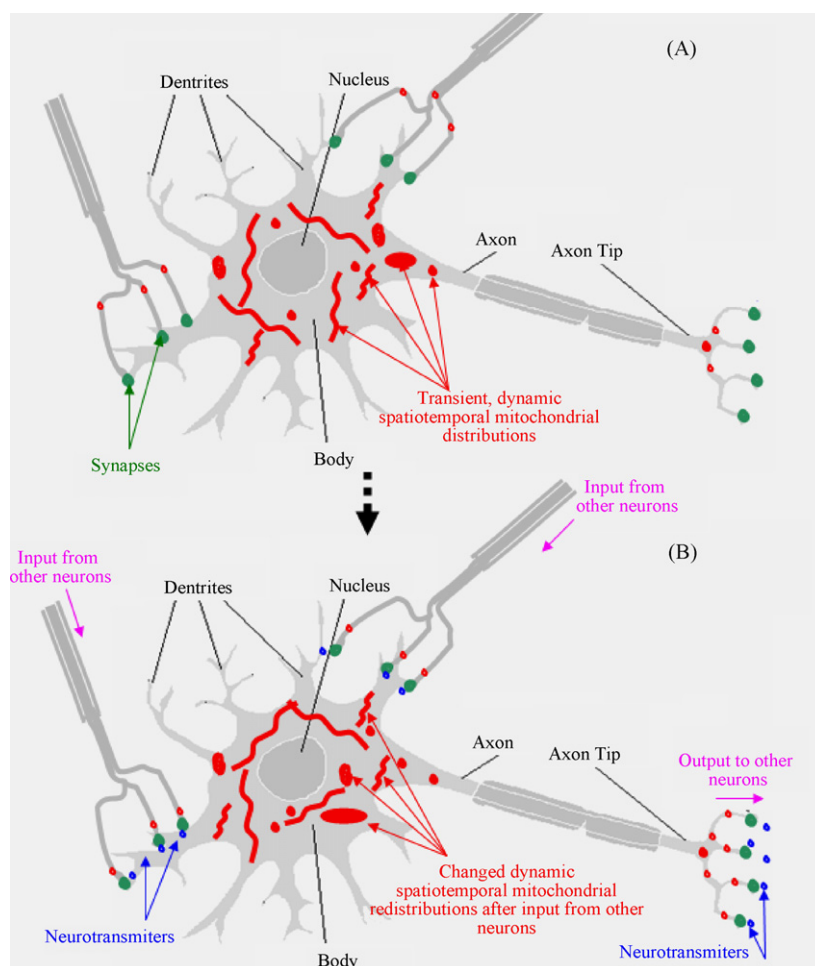 (A)
Dentrites
Nucleus
Axon
Axon Tip
Transient, dynamic
spatiotemporal mitochondrial
distributions
Synapses
Body
Input from
other neurons
(B)
Input from
other neurons
Dentrites
Nucleus
Axon
Axon Tip
Output to other
neurons
Changed dynamic
spatiotemporal mitochondrial
redistributions after input from other
neurons
Neurotransmiters
Body
Neurotransmiters